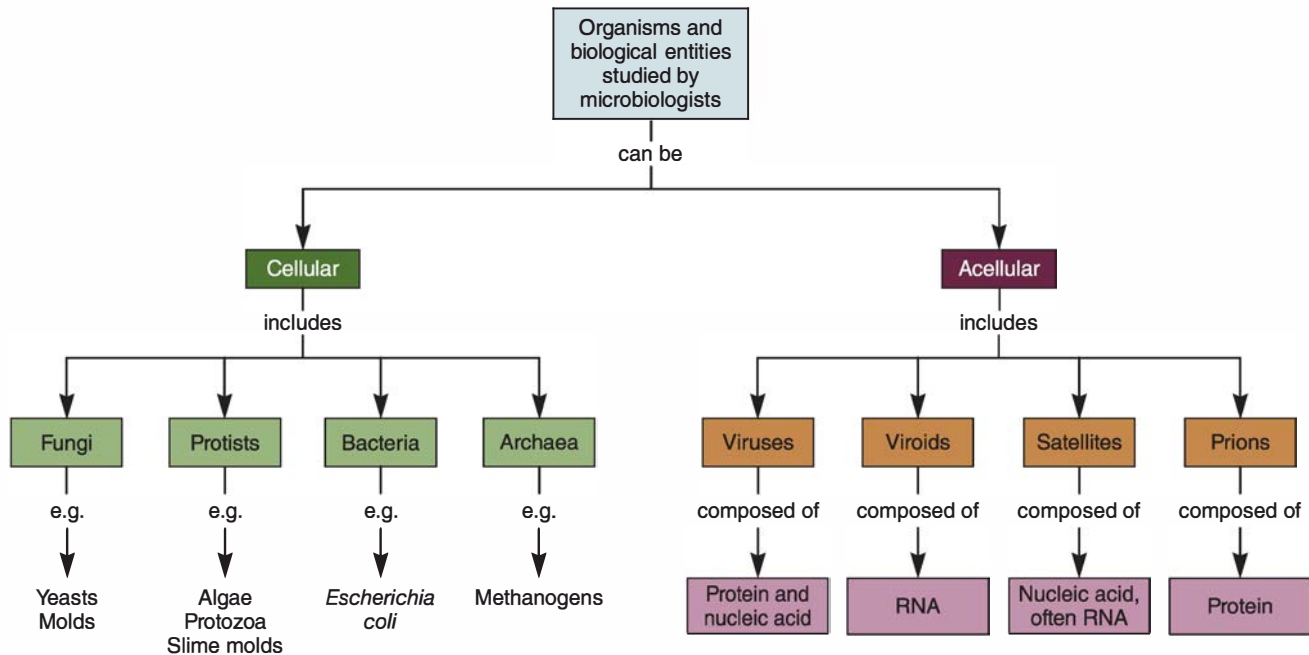 Organisms and
biological entities
studied by
microbiologists
can be
Cellular
Acellular
includes
includes
Fungi
Protists
Bacteria
Archaea
Viruses
Viroids
Satellites
Prions
e.g.
e.g.
e.g.
e.g.
composed of
composed of
composed of
composed of
Yeasts
Molds
Algae
Protozoa
Slime molds
Escherichia
coli
Methanogens
Protein and
nucleic acid
RNA
Nucleic acid,
often RNA
Protein